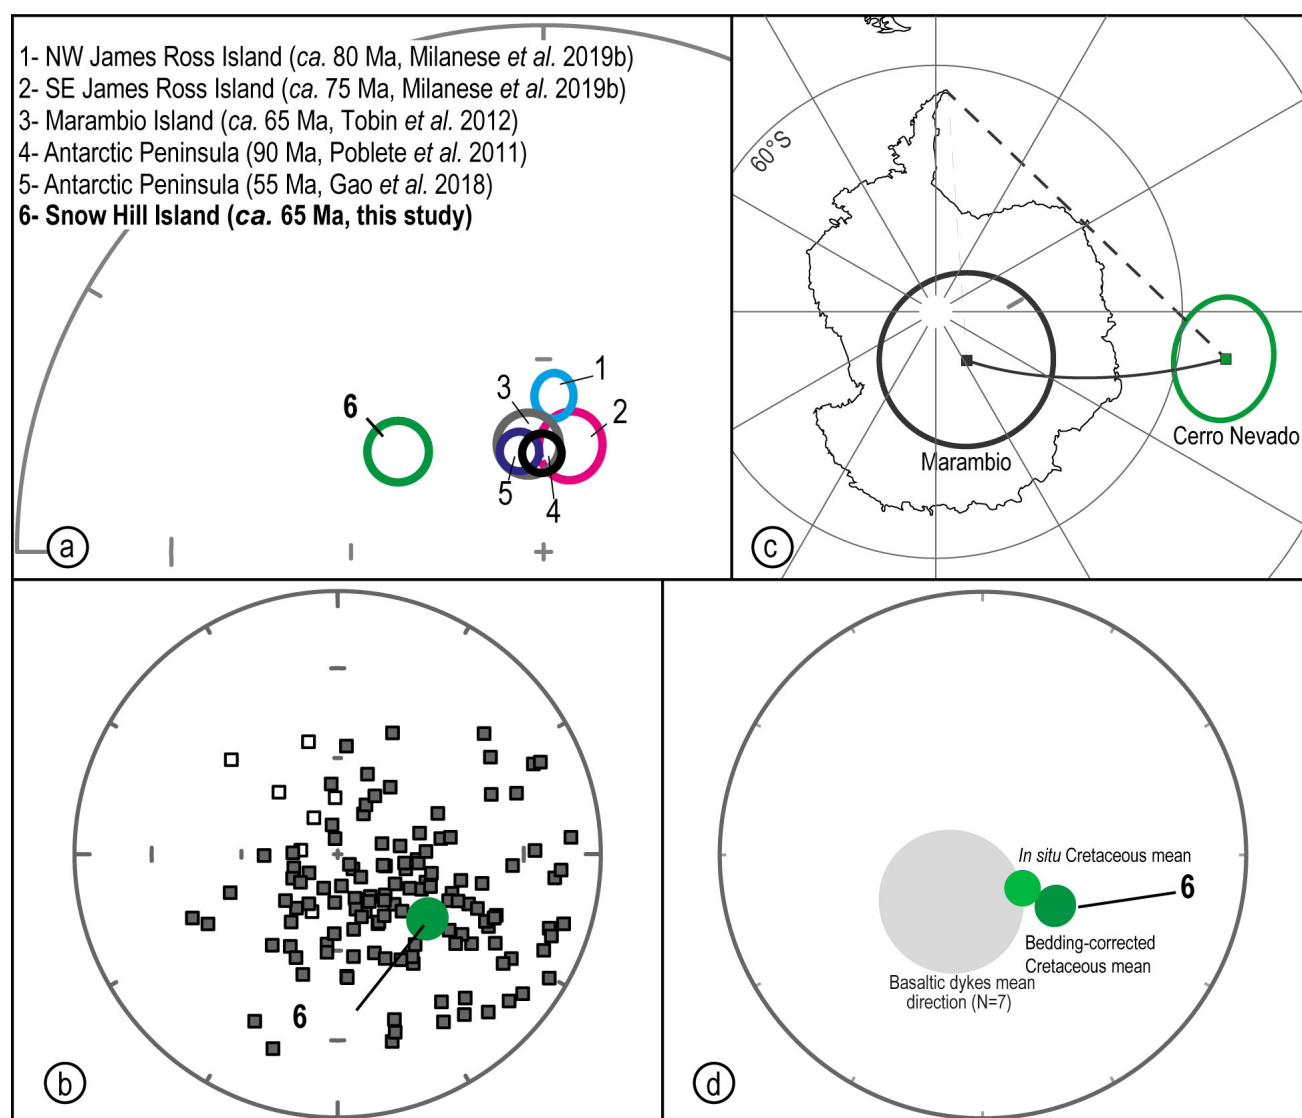 1- NW James Ross Island (ca. 80 Ma, Milanese et al. 2019b)
2- SE James Ross Island (ca. 75 Ma, Milanese et al. 2019b)
3- Marambio Island (ca. 65 Ma, Tobin et al. 2012)
4- Antarctic Peninsula (90 Ma, Poblete et al. 2011)
5- Antarctic Peninsula (55 Ma, Gao et al. 2018)
6- Snow Hill Island (ca. 65 Ma, this study)
1
3
2
6
5
4
a
60°S
Cerro Nevado
Marambio
c
6
b
In situ Cretaceous mean
6
Bedding-corrected
Cretaceous mean
Basaltic dykes mean
direction (N=7)
d